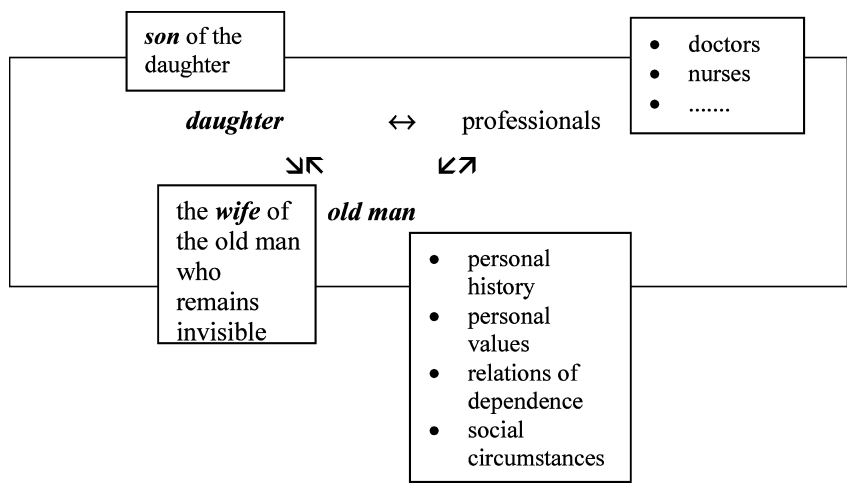 son of the
daughter
• doctors
• nurses
• .......
daughter ↔ professionals
↘↖ ↙↗
the wife of
the old man
who
remains
invisible
old man
• personal
history
• personal
values
• relations of
dependence
• social
circumstances